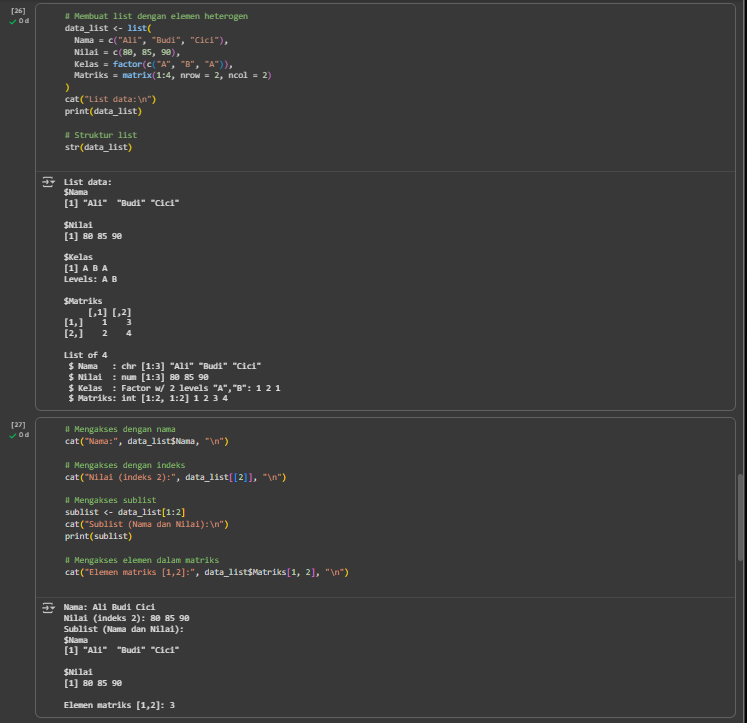 [26]
0 d
# Membuat list dengan elemen heterogen
data_list <- list(
  Nama = c("Ali", "Budi", "Cici"),
  Nilai = c(80, 85, 90),
  Kelas = factor(c("A", "B", "A")),
  Matriks = matrix(1:4, nrow = 2, ncol = 2)
)
cat("List data:\n")
print(data_list)

# Struktur list
str(data_list)

List data:
$Nama
[1] "Ali"  "Budi" "Cici"

$Nilai
[1] 80 85 90

$Kelas
[1] A B A
Levels: A B

$Matriks
     [,1] [,2]
[1,]    1    3
[2,]    2    4

List of 4
 $ Nama   : chr [1:3] "Ali" "Budi" "Cici"
 $ Nilai  : num [1:3] 80 85 90
 $ Kelas  : Factor w/ 2 levels "A","B": 1 2 1
 $ Matriks: int [1:2, 1:2] 1 2 3 4
[27]
0 d
# Mengakses dengan nama
cat("Nama:", data_list$Nama, "\n")

# Mengakses dengan indeks
cat("Nilai (indeks 2):", data_list[[2]], "\n")

# Mengakses sublist
sublist <- data_list[1:2]
cat("Sublist (Nama dan Nilai):\n")
print(sublist)

# Mengakses elemen dalam matriks
cat("Elemen matriks [1,2]:", data_list$Matriks[1, 2], "\n")

Nama: Ali Budi Cici
Nilai (indeks 2): 80 85 90
Sublist (Nama dan Nilai):
$Nama
[1] "Ali"  "Budi" "Cici"

$Nilai
[1] 80 85 90

Elemen matriks [1,2]: 3